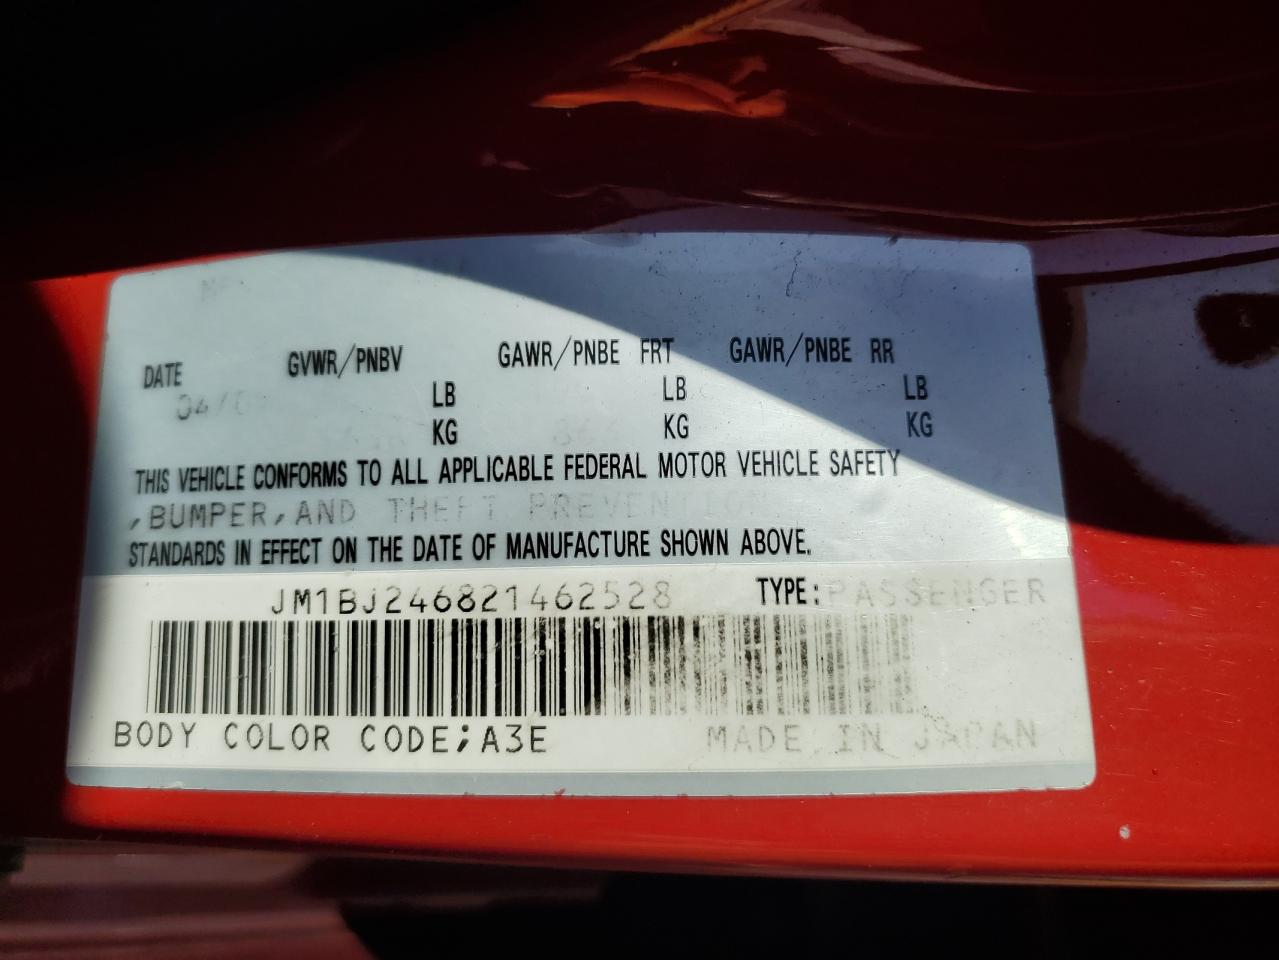 DATE GVWR/PNBV GAWR/PNBE FRT GAWR/PNBE RR
04/0 LB LB LB
KG KG KG
THIS VEHICLE CONFORMS TO ALL APPLICABLE FEDERAL MOTOR VEHICLE SAFETY
,BUMPER,AND THEFT PREVENTION
STANDARDS IN EFFECT ON THE DATE OF MANUFACTURE SHOWN ABOVE.
JM1BJ246821462528 TYPE:PASSENGER
BODY COLOR CODE;A3E MADE IN JAPAN